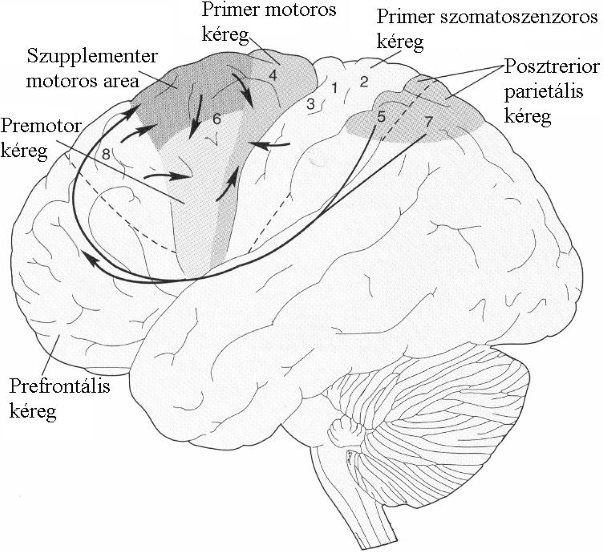 Primer motoros
kéreg
Primer szomatoszenzoros
kéreg
Szupplementer
motoros area
Posztrerior
parietális
kéreg
Premotor
kéreg
4
1
2
3
6
5
7
8
Prefrontális
kéreg